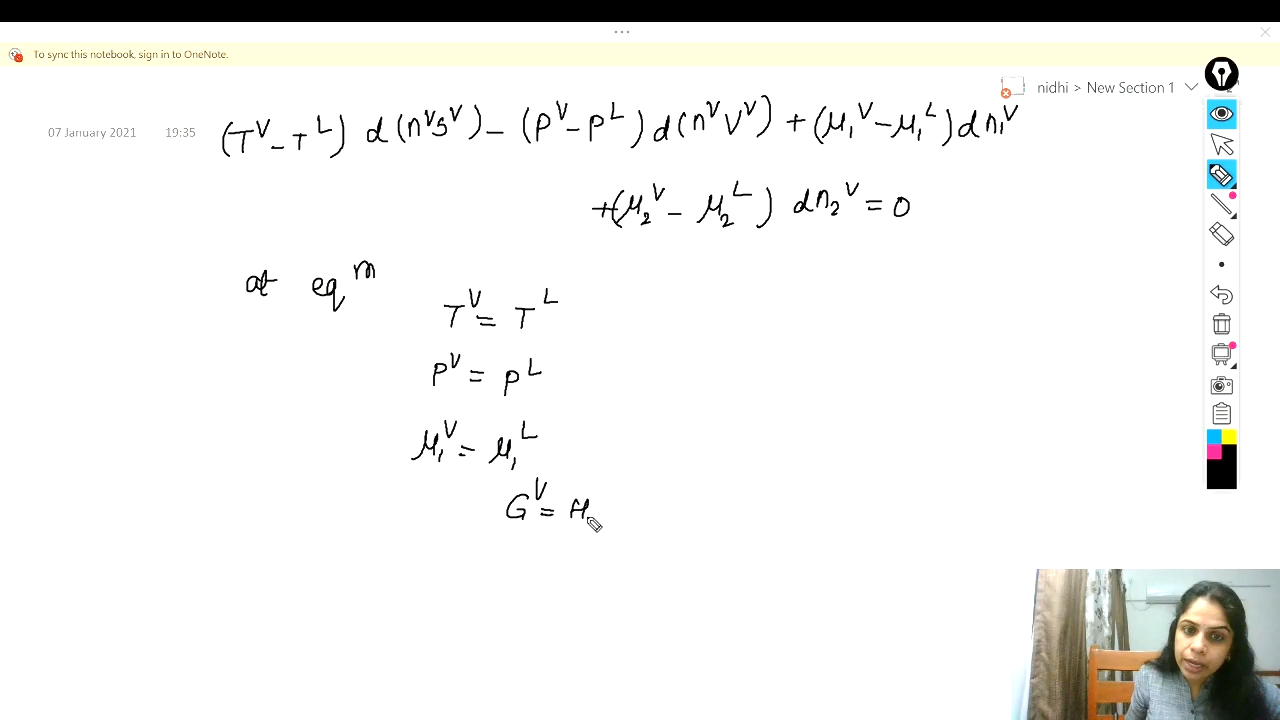 To sync this notebook, sign in to OneNote.
nidhi > New Section 1
07 January 2021 19:35
(T^V - T^L) d(n^V S^V) - (P^V - P^L) d(n^V V^V) + (μ₁^V - μ₁^L) dn₁^V
+ (μ₂^V - μ₂^L) dn₂^V = 0
at eq^m
T^V = T^L
P^V = P^L
μ₁^V = μ₁^L
G^V = H